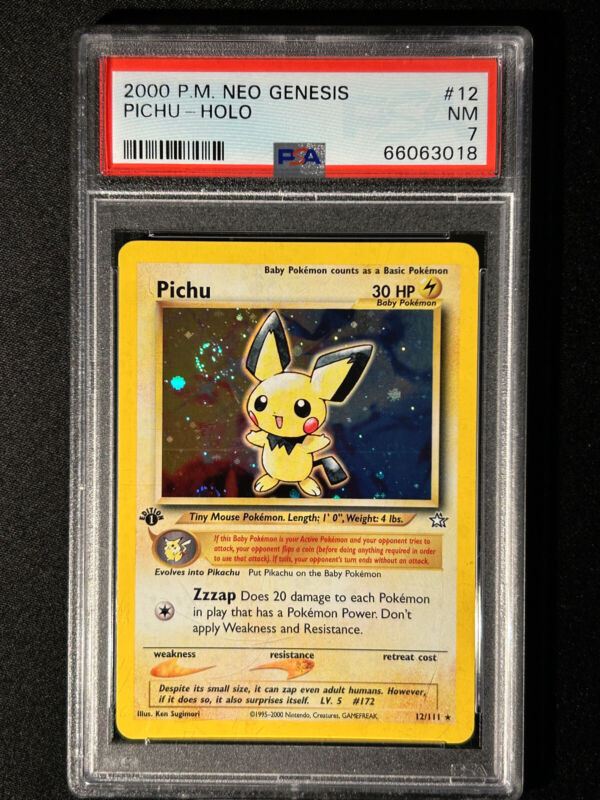 2000 P.M. NEO GENESIS #12
PICHU - HOLO NM
7
PSA 66063018
Baby Pokémon counts as a Basic Pokémon
Pichu 30 HP
Baby Pokémon
EDITION
1
Tiny Mouse Pokémon. Length: 1' 0", Weight: 4 lbs.
If this Baby Pokémon is your Active Pokémon and your opponent tries to
attack, your opponent flips a coin (before doing anything required in order
to use that attack). If tails, your opponent's turn ends without an attack.
Evolves into Pikachu Put Pikachu on the Baby Pokémon
Zzzap Does 20 damage to each Pokémon
in play that has a Pokémon Power. Don't
apply Weakness and Resistance.
weakness resistance retreat cost
Despite its small size, it can zap even adult humans. However,
if it does so, it also surprises itself. LV. 5 #172
Illus. Ken Sugimori ©1995-2000 Nintendo, Creatures, GAMEFREAK. 12/111 ★